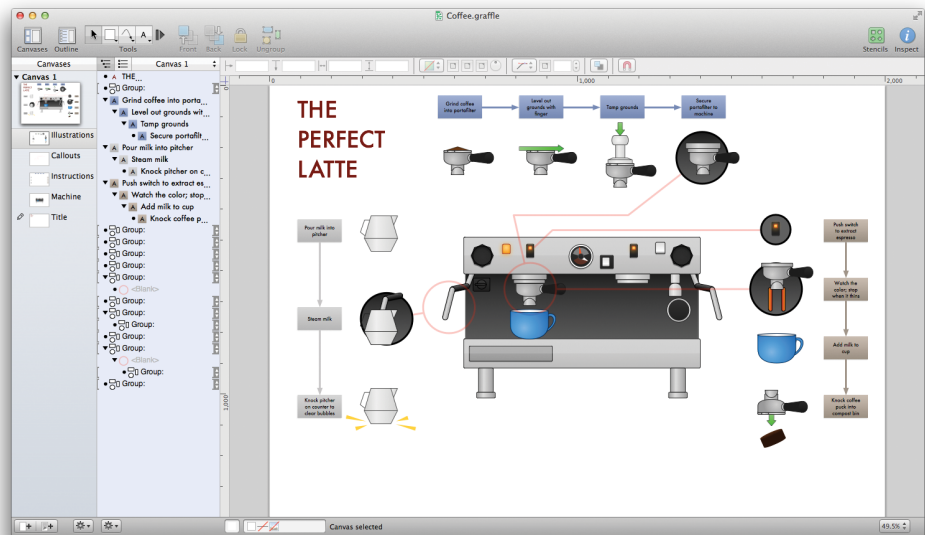 Coffee.graffle
Canvases
Outline
Tools
Front
Back
Lock
Ungroup
Stencils
Inspect
Canvases
Canvas 1
Canvas 1
Illustrations
Callouts
Instructions
Machine
Title
THE...
Group:
Grind coffee into porta...
Level out grounds wit...
Tamp grounds
Secure portafilt...
Pour milk into pitcher
Steam milk
Knock pitcher on c...
Push switch to extract es...
Watch the color; stop...
Add milk to cup
Knock coffee p...
Group:
Group:
Group:
Group:
Group:
<Blank>
Group:
Group:
Group:
Group:
Group:
<Blank>
Group:
Group:
0
1,000
2,000
1,000
THE
PERFECT
LATTE
Grind coffee
into portafilter
Level out
grounds with
finger
Tamp grounds
Secure
portafilter to
machine
Pour milk into
pitcher
Steam milk
Knock pitcher
on counter to
clear bubbles
Push switch
to extract
espresso
Watch the
color; stop
when it thins
Add milk to
cup
Knock coffee
puck into
compost bin
Canvas selected
49.5%